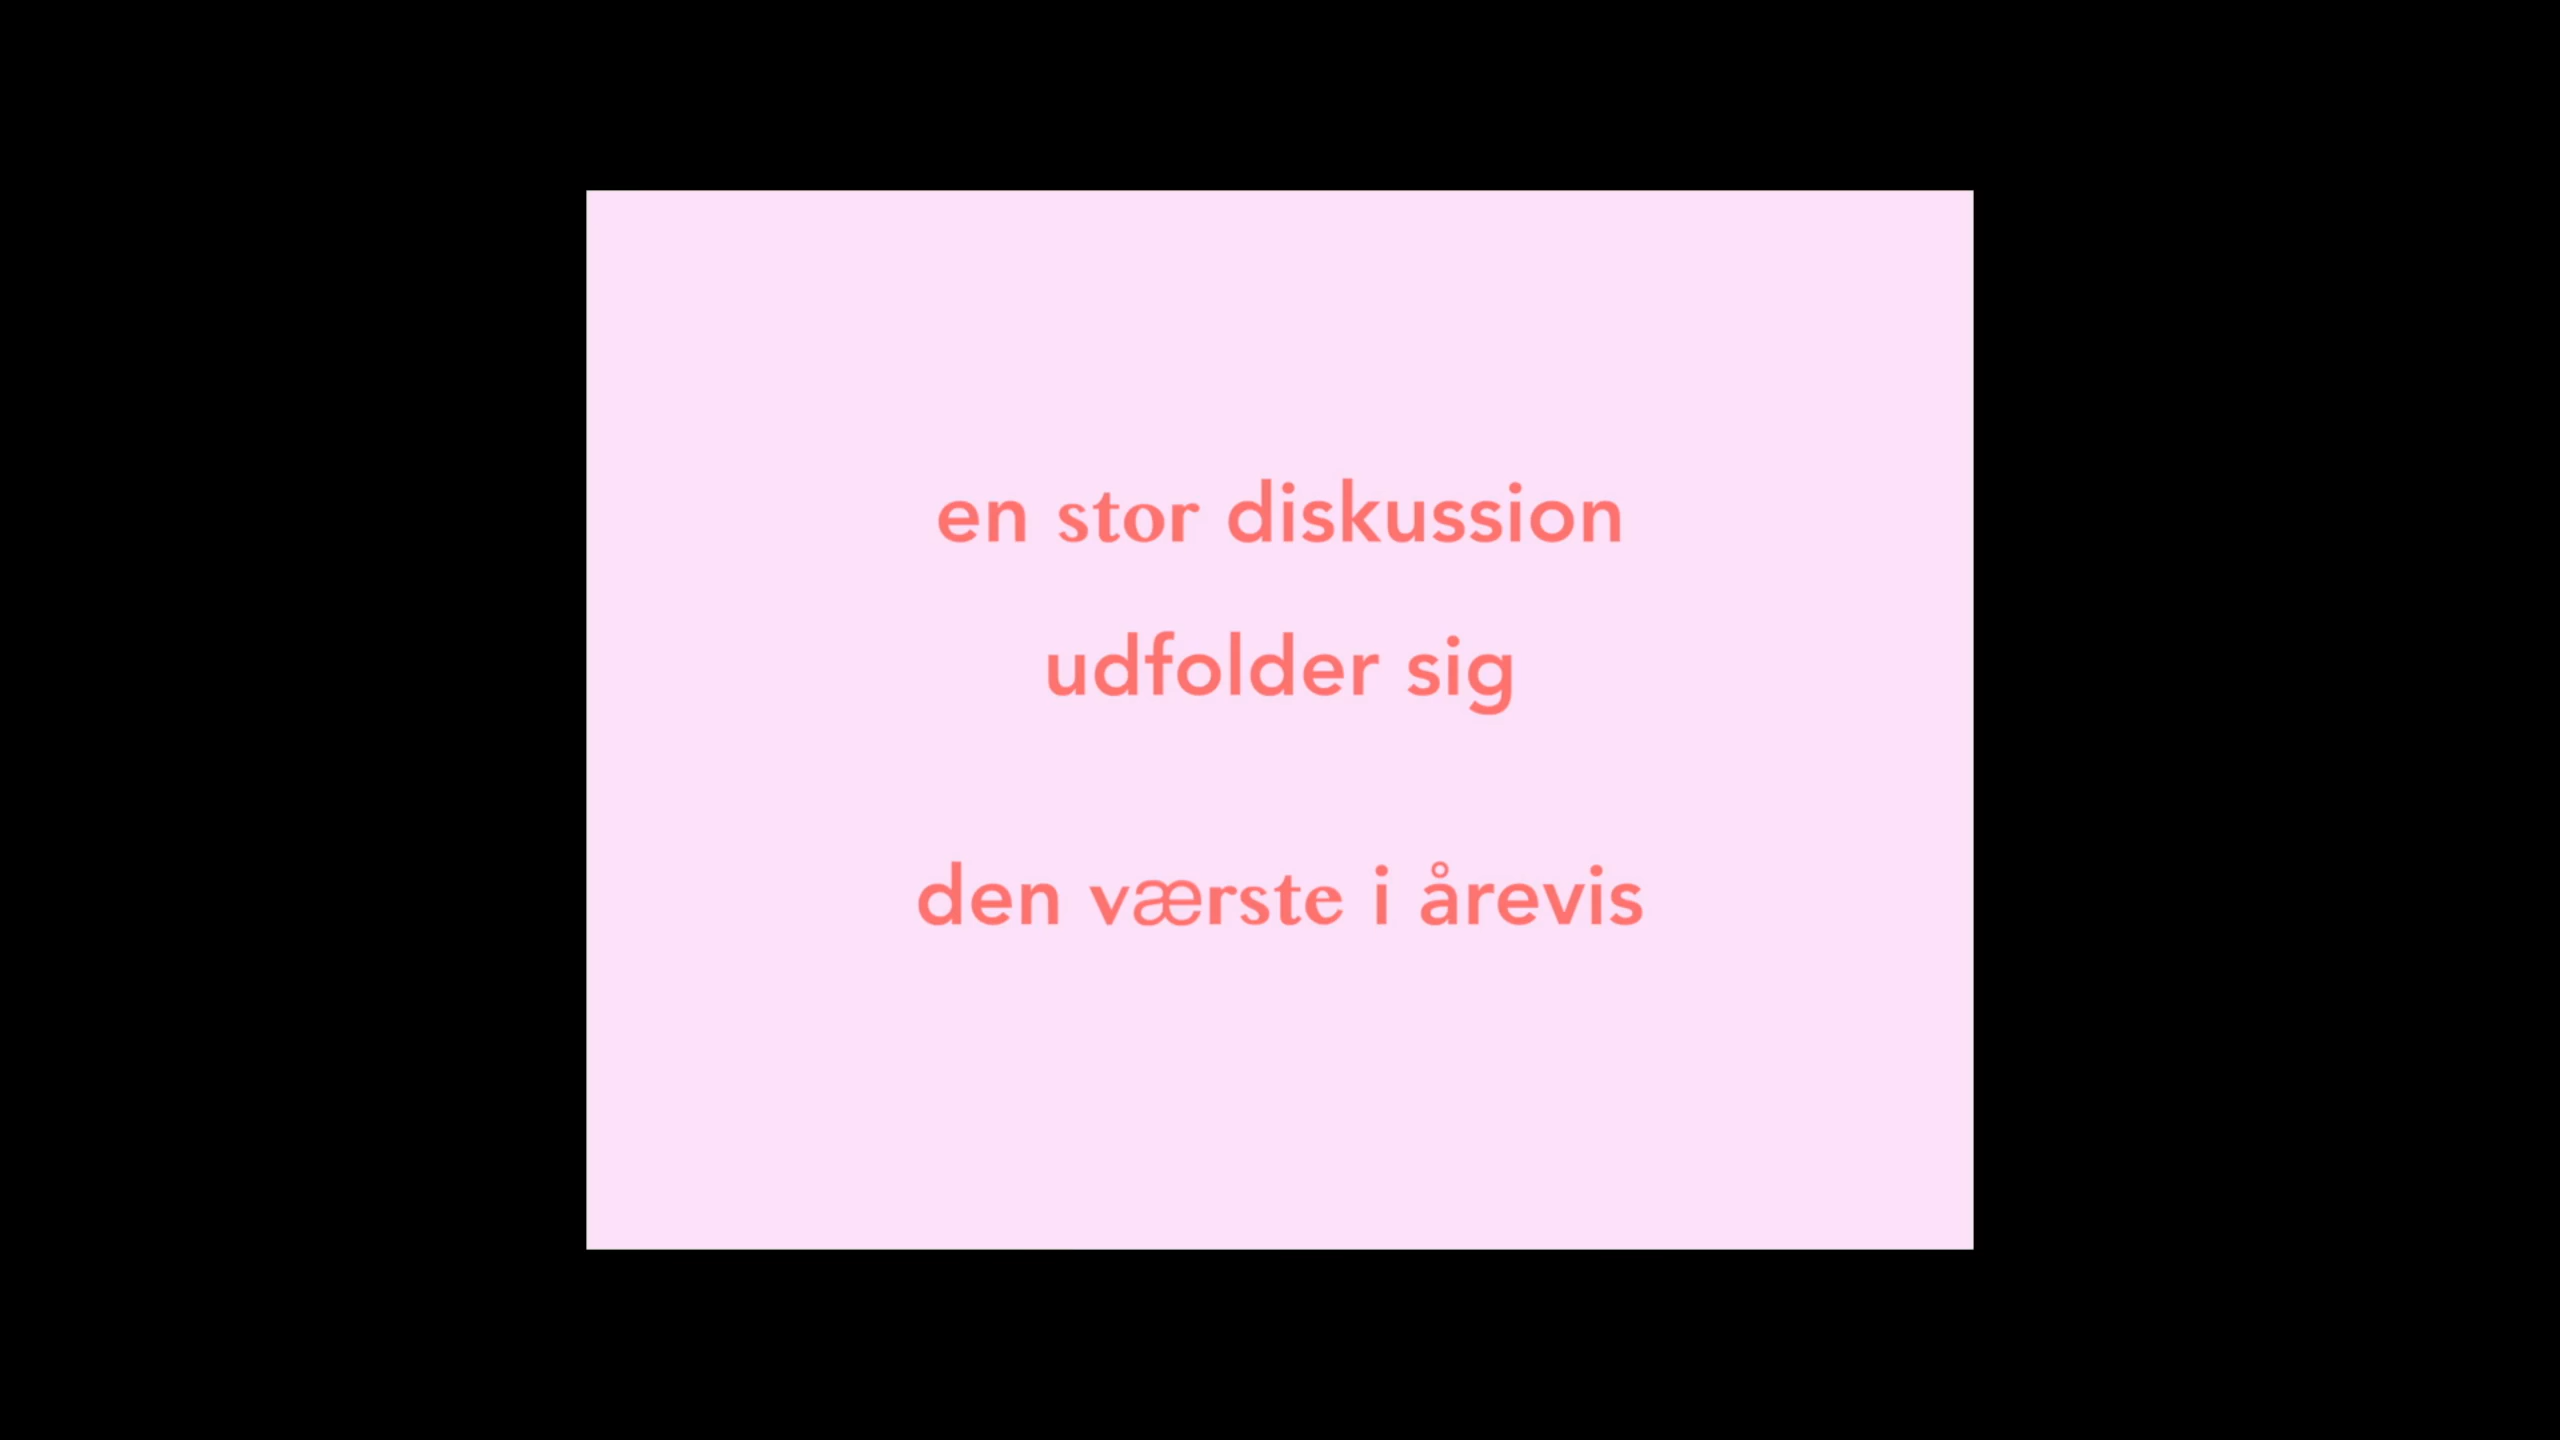 en stor diskussion
udfolder sig
den værste i årevis